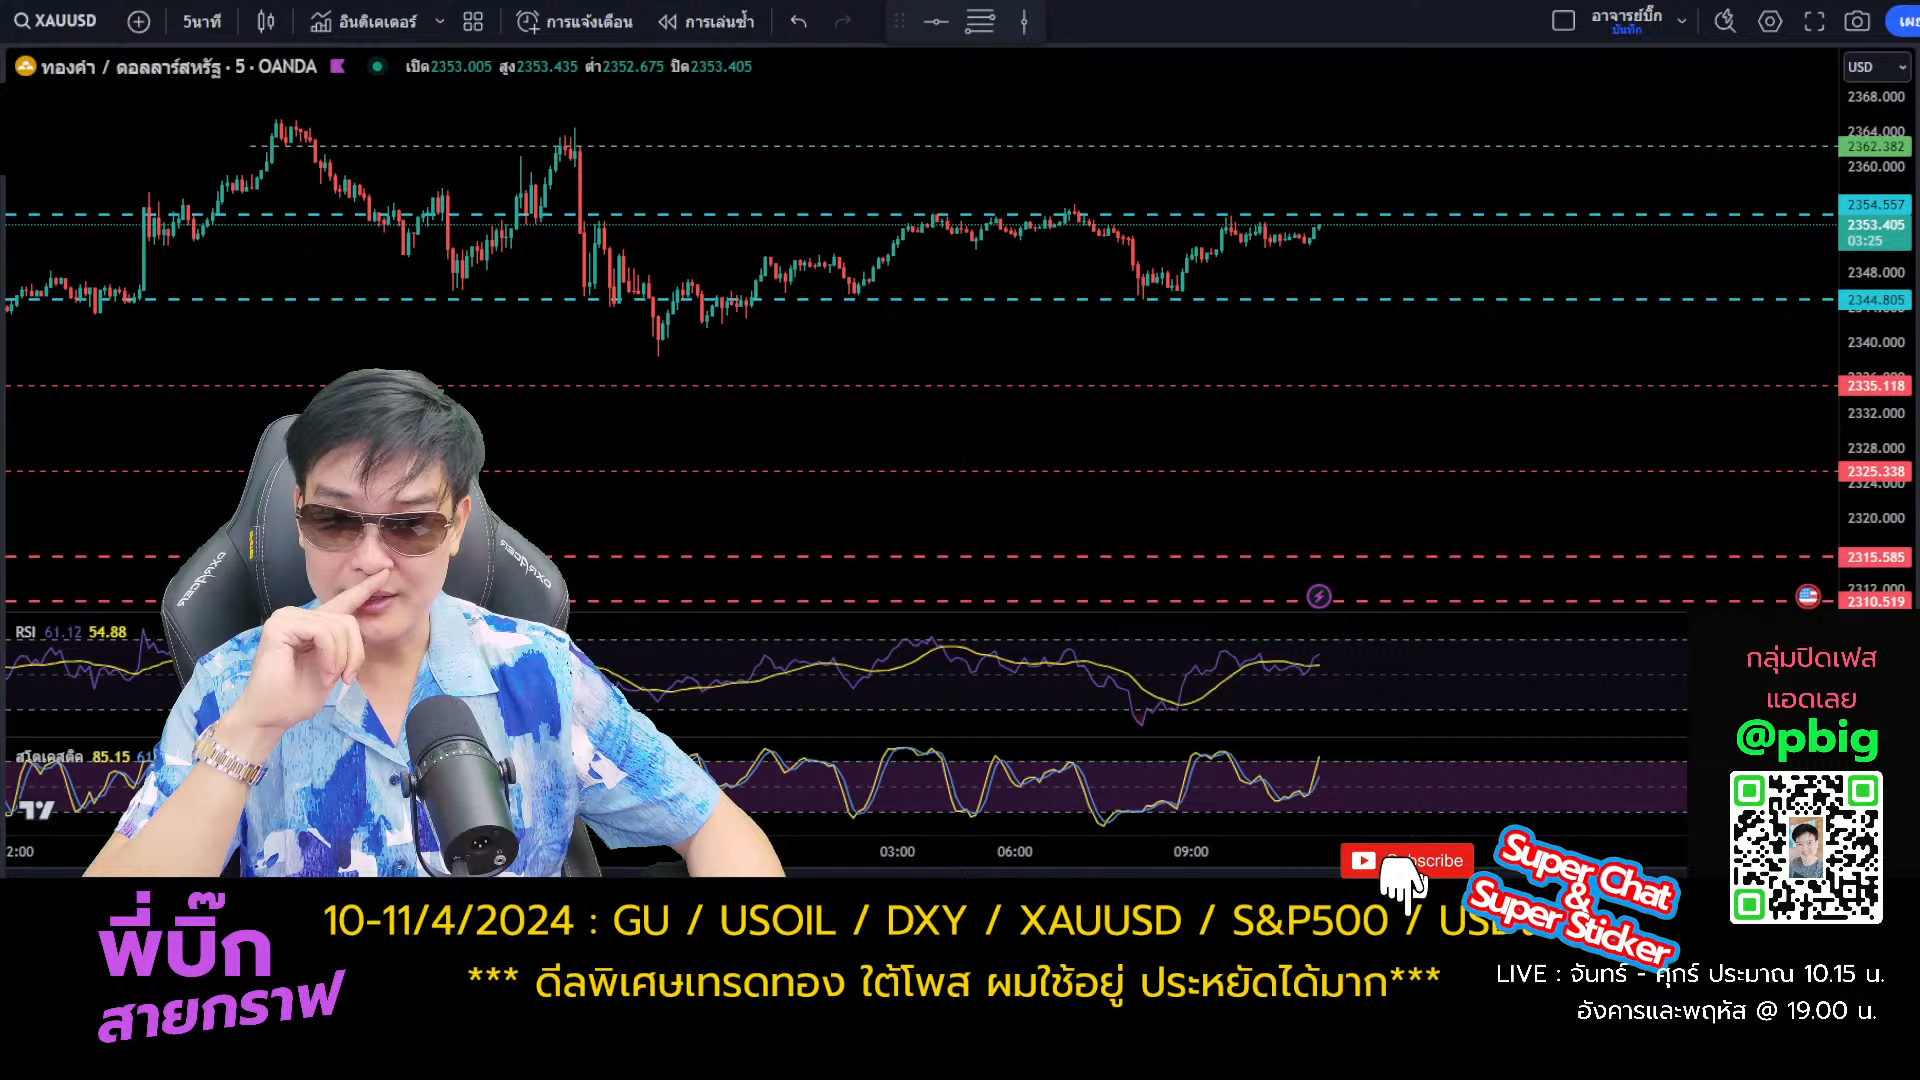 XAUUSD
5นาที
อินดิเคเตอร์
การแจ้งเตือน
การเล่นซ้ำ
อาจารย์บิ๊ก
บันทึก
ทองคำ / ดอลลาร์สหรัฐ · 5 · OANDA
เปิด2353.005 สูง2353.435 ต่ำ2352.675 ปิด2353.405
USD
2368.000
2364.000
2362.382
2360.000
2354.557
2353.405
03:25
2348.000
2344.805
2340.000
2335.118
2332.000
2328.000
2325.338
2324.000
2320.000
2315.585
2312.000
2310.519
DXRACER
DXRACER
RSI 61.12 54.88
สโตเคสติค 85.15
2:00
03:00
06:00
09:00
กลุ่มปิดเฟส
แอดเลย
@pbig
Super Chat
&
Super Sticker
พี่บิ๊ก
สายกราฟ
10-11/4/2024 : GU / USOIL / DXY / XAUUSD / S&P500 /
*** ดีลพิเศษเทรดทอง ใต้โพส ผมใช้อยู่ ประหยัดได้มาก***
LIVE : จันทร์ - ศุกร์ ประมาณ 10.15 น.
อังคารและพฤหัส @ 19.00 น.